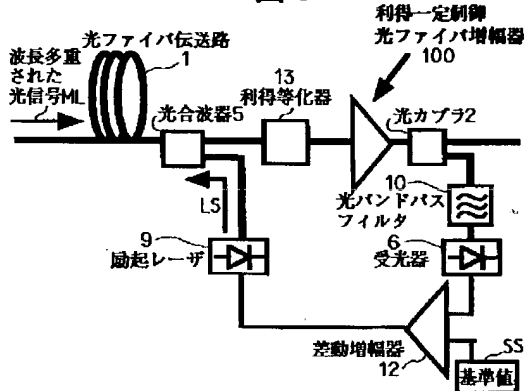 波長多重
された
光信号ML
光ファイバ伝送路
1
光合波器5
13
利得等化器
利得一定制御
光ファイバ増幅器
100
光カプラ2
LS
9
励起レーザ
10
光バンドパス
フィルタ
6
受光器
差動増幅器
12
SS
基準値